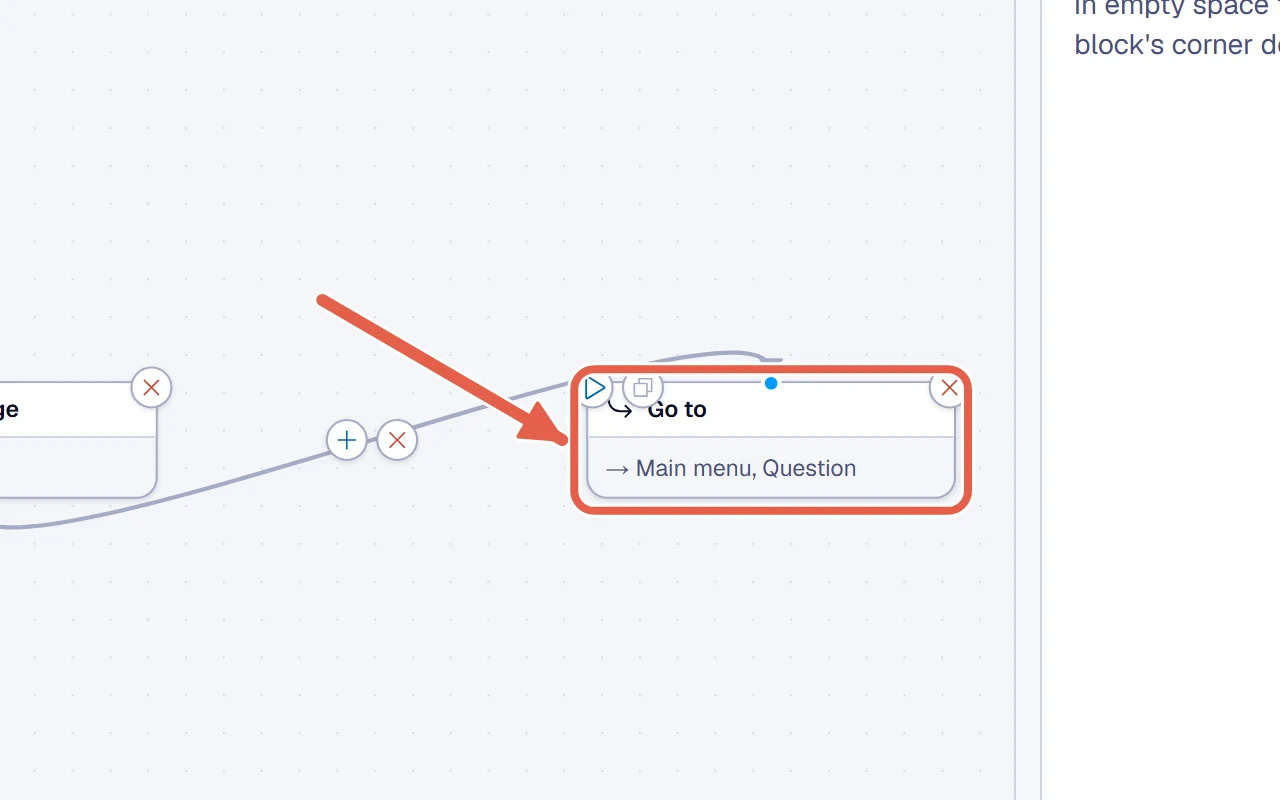 in empty space
block's corner
ge
Go to
→ Main menu, Question